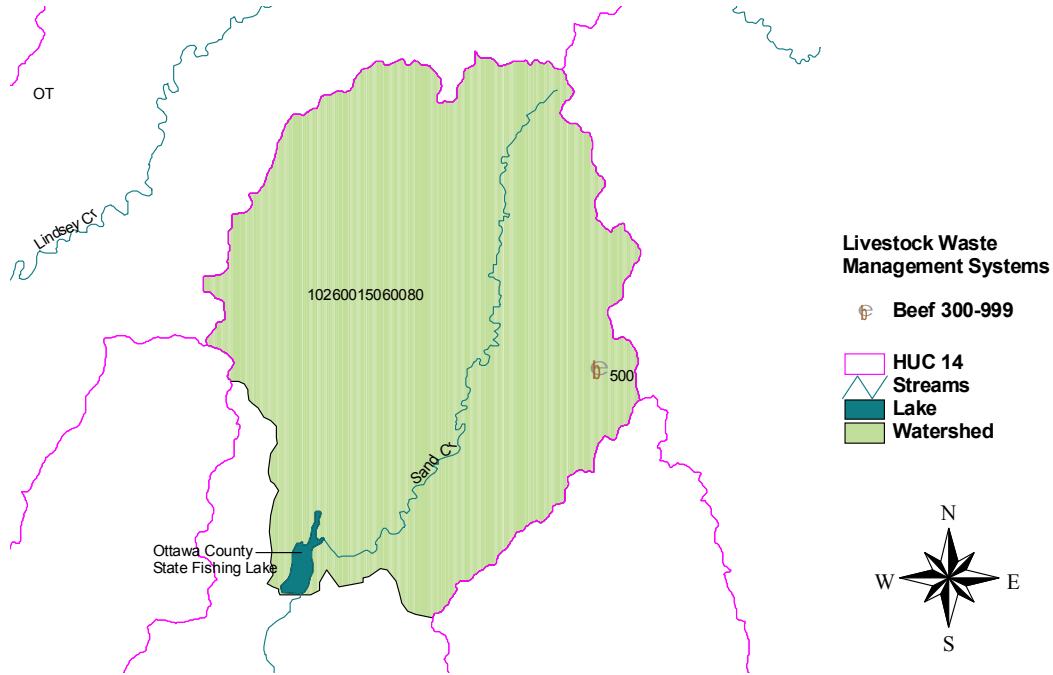 OT
Lindsey Cr
10260015060080
500
Sand Cr
Ottawa County
State Fishing Lake
Livestock Waste
Management Systems
Beef 300-999
HUC 14
Streams
Lake
Watershed
N
W
E
S